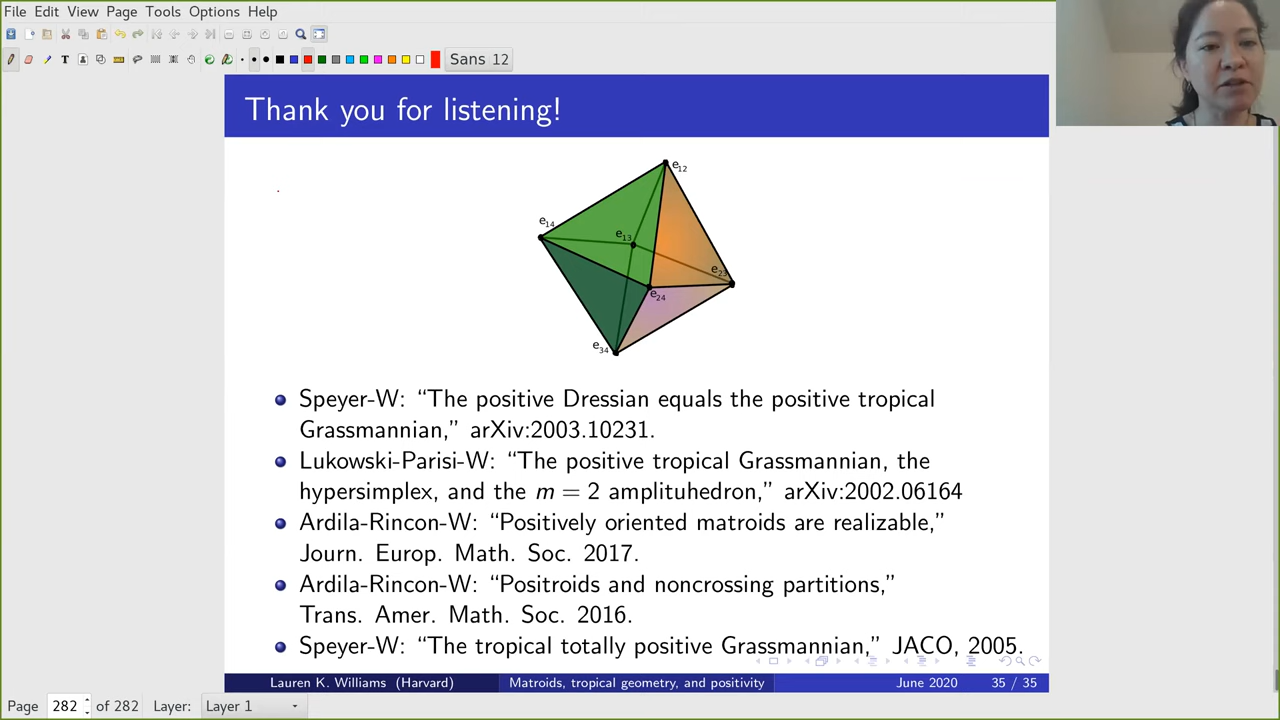 File Edit View Page Tools Options Help
Sans 12
Thank you for listening!
e12
e14
e13
e23
e24
e34
Speyer-W: “The positive Dressian equals the positive tropical
Grassmannian,” arXiv:2003.10231.
Lukowski-Parisi-W: “The positive tropical Grassmannian, the
hypersimplex, and the m = 2 amplituhedron,” arXiv:2002.06164
Ardila-Rincon-W: “Positively oriented matroids are realizable,”
Journ. Europ. Math. Soc. 2017.
Ardila-Rincon-W: “Positroids and noncrossing partitions,”
Trans. Amer. Math. Soc. 2016.
Speyer-W: “The tropical totally positive Grassmannian,” JACO, 2005.
Lauren K. Williams (Harvard) Matroids, tropical geometry, and positivity June 2020 35 / 35
Page 282 of 282 Layer: Layer 1